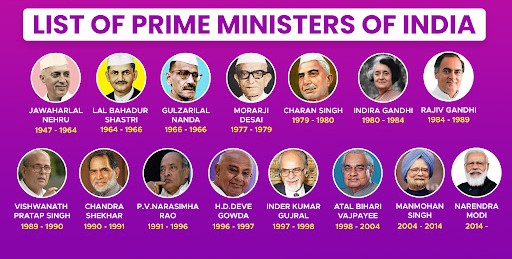 LIST OF PRIME MINISTERS OF INDIA
JAWAHARLAL
NEHRU
1947 - 1964
LAL BAHADUR
SHASTRI
1964 - 1966
GULZARILAL
NANDA
1966 - 1966
MORARJI
DESAI
1977 - 1979
CHARAN SINGH
1979 - 1980
INDIRA GANDHI
1980 - 1984
RAJIV GANDHI
1984 - 1989
VISHWANATH
PRATAP SINGH
1989 - 1990
CHANDRA
SHEKHAR
1990 - 1991
P.V.NARASIMHA
RAO
1991 - 1996
H.D.DEVE
GOWDA
1996 - 1997
INDER KUMAR
GUJRAL
1997 - 1998
ATAL BIHARI
VAJPAYEE
1998 - 2004
MANMOHAN
SINGH
2004 - 2014
NARENDRA
MODI
2014 -